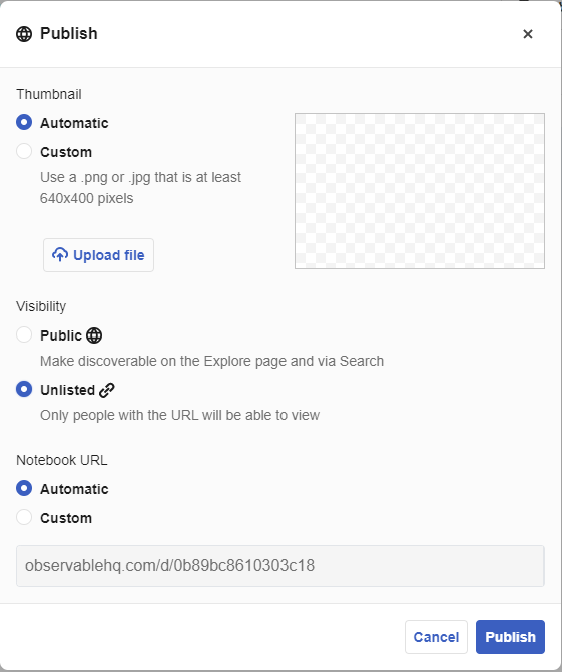 Publish
Thumbnail
Automatic
Custom
Use a .png or .jpg that is at least
640x400 pixels
Upload file
Visibility
Public
Make discoverable on the Explore page and via Search
Unlisted
Only people with the URL will be able to view
Notebook URL
Automatic
Custom
observablehq.com/d/0b89bc8610303c18
Cancel Publish